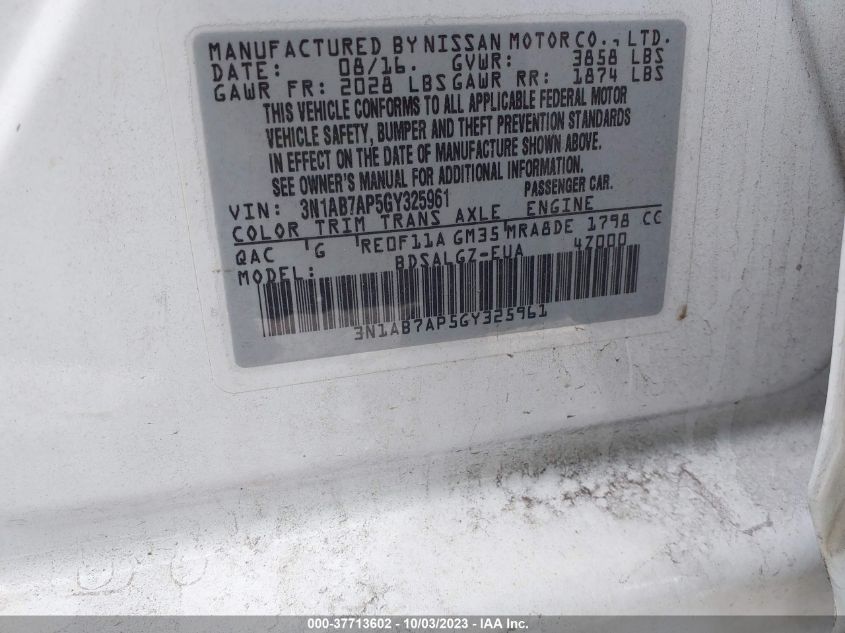 MANUFACTURED BY NISSAN MOTOR CO., LTD.
DATE: 08/16. GVWR: 3858 LBS
GAWR FR: 2028 LBS GAWR RR: 1874 LBS
THIS VEHICLE CONFORMS TO ALL APPLICABLE FEDERAL MOTOR
VEHICLE SAFETY, BUMPER AND THEFT PREVENTION STANDARDS
IN EFFECT ON THE DATE OF MANUFACTURE SHOWN ABOVE.
SEE OWNER'S MANUAL FOR ADDITIONAL INFORMATION.
VIN: 3N1AB7AP5GY325961 PASSENGER CAR.
COLOR TRIM TRANS AXLE ENGINE
QAC 'G 'RE0F11A GM35'MRA8DE 1798 CC
MODEL: BDSALGZ-EUA 47000
3N1AB7AP5GY325961
000-37713602 - 10/03/2023 - IAA Inc.